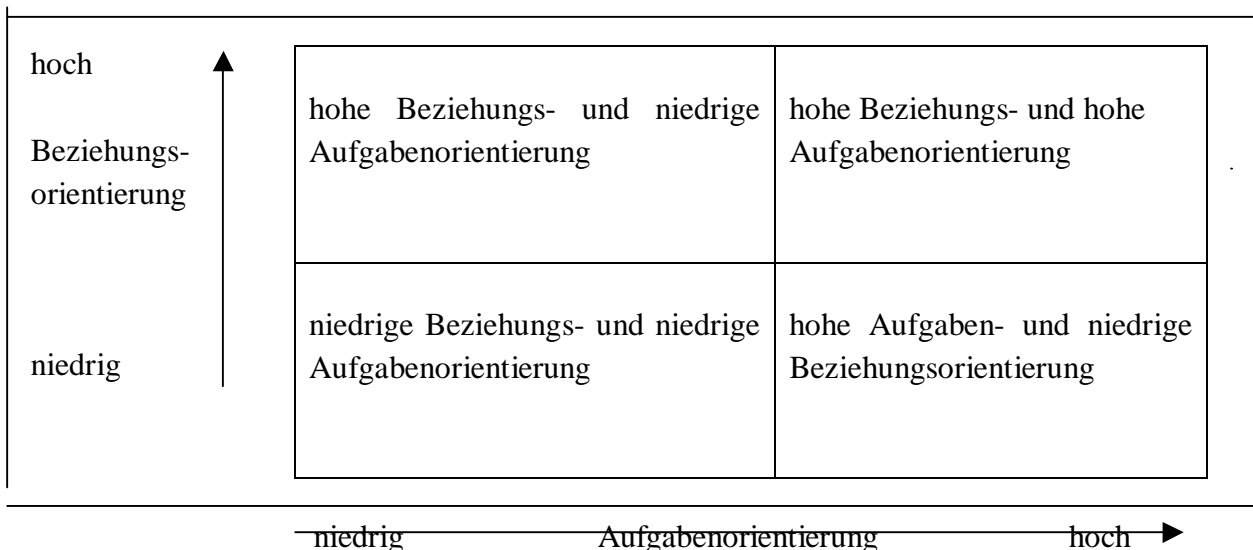 hoch
Beziehungs-
orientierung
niedrig
hohe Beziehungs- und niedrige
Aufgabenorientierung
hohe Beziehungs- und hohe
Aufgabenorientierung
niedrige Beziehungs- und niedrige
Aufgabenorientierung
hohe Aufgaben- und niedrige
Beziehungsorientierung
niedrig Aufgabenorientierung hoch